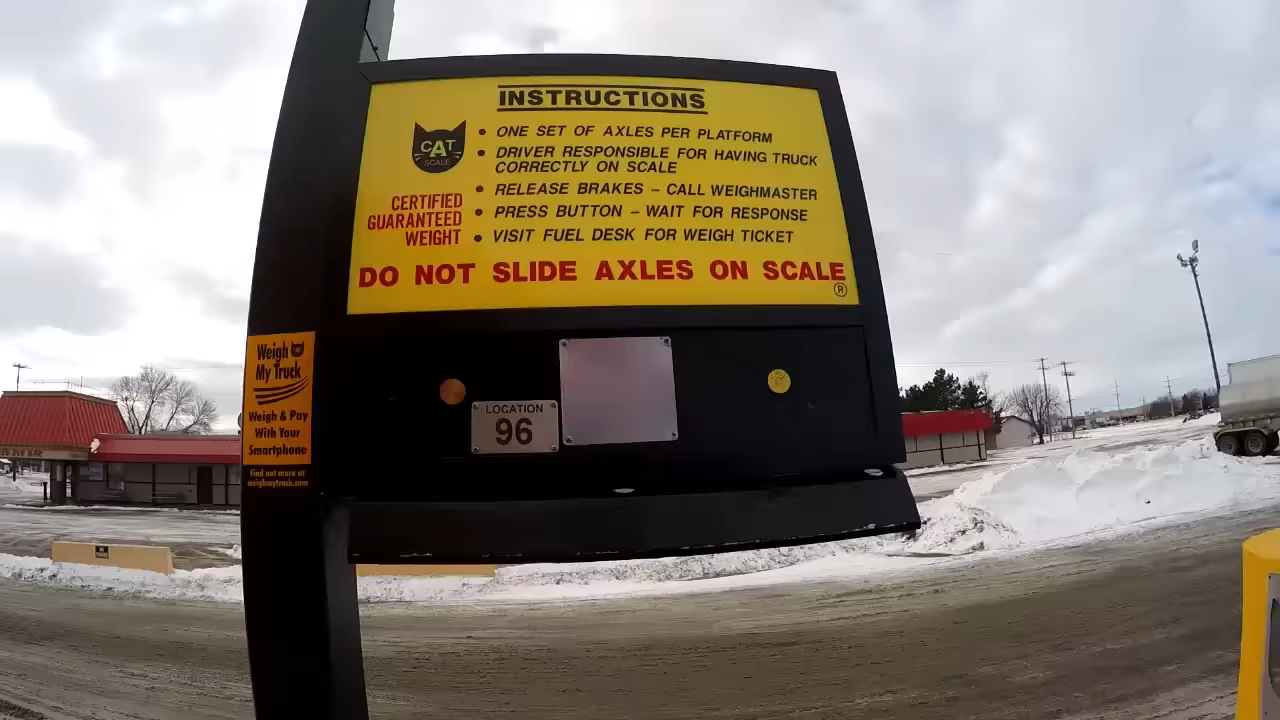 INSTRUCTIONS
CAT
SCALE
CERTIFIED
GUARANTEED
WEIGHT
• ONE SET OF AXLES PER PLATFORM
• DRIVER RESPONSIBLE FOR HAVING TRUCK
CORRECTLY ON SCALE
• RELEASE BRAKES – CALL WEIGHMASTER
• PRESS BUTTON – WAIT FOR RESPONSE
• VISIT FUEL DESK FOR WEIGH TICKET
DO NOT SLIDE AXLES ON SCALE
®
Weigh
My Truck
Weigh & Pay
With Your
Smartphone
Find out more at
weighmytruck.com
LOCATION
96